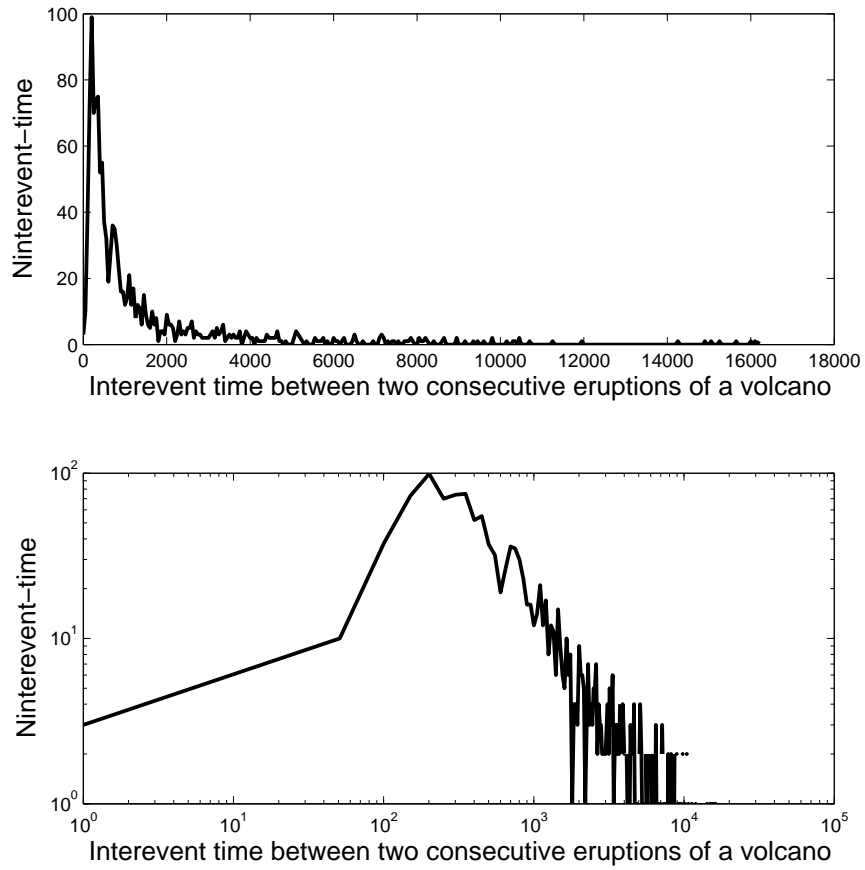 100
80
60
40
20
0
Ninterevent−time
0 2000 4000 6000 8000 10000 12000 14000 16000 18000
Interevent time between two consecutive eruptions of a volcano
10^2
10^1
10^0
Ninterevent−time
10^0 10^1 10^2 10^3 10^4 10^5
Interevent time between two consecutive eruptions of a volcano